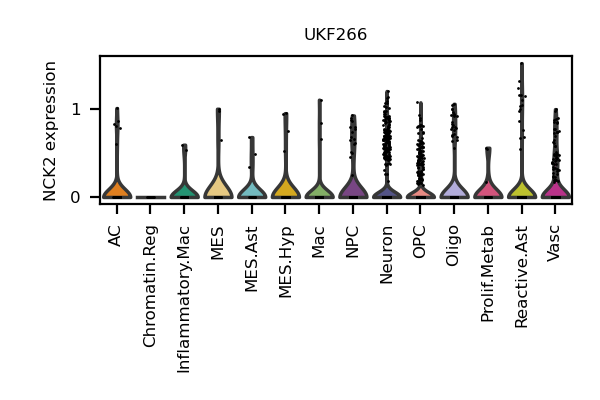 UKF266
NCK2 expression
1
0
AC
Chromatin.Reg
Inflammatory.Mac
MES
MES.Ast
MES.Hyp
Mac
NPC
Neuron
OPC
Oligo
Prolif.Metab
Reactive.Ast
Vasc